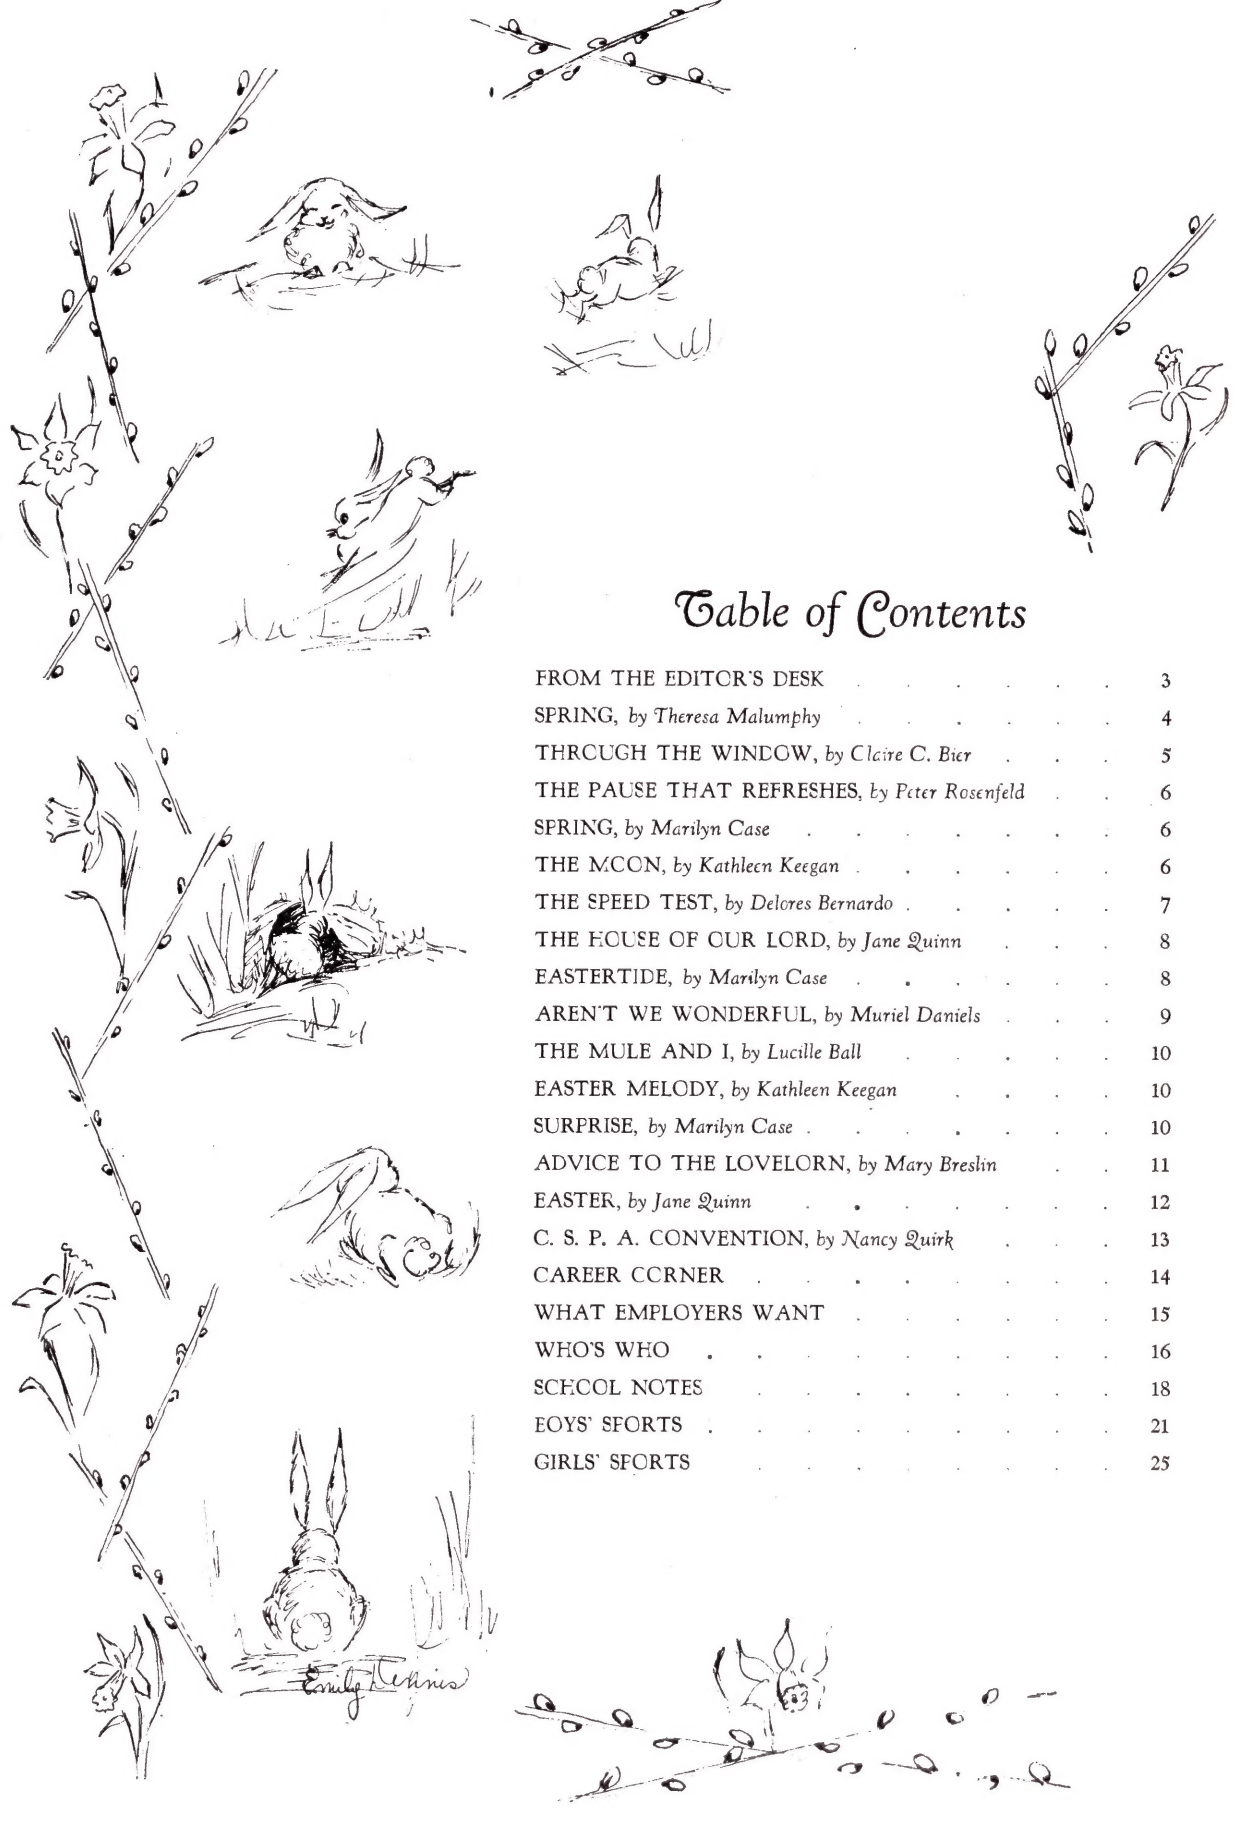 Table of Contents
FROM THE EDITOR'S DESK . . . . . . 3
SPRING, by Theresa Malumphy . . . . . . 4
THROUGH THE WINDOW, by Claire C. Bier . . . 5
THE PAUSE THAT REFRESHES, by Peter Rosenfeld . . 6
SPRING, by Marilyn Case . . . . . . . 6
THE MOON, by Kathleen Keegan . . . . . . 6
THE SPEED TEST, by Delores Bernardo . . . . . 7
THE HOUSE OF OUR LORD, by Jane Quinn . . . 8
EASTERTIDE, by Marilyn Case . . . . . . 8
AREN'T WE WONDERFUL, by Muriel Daniels . . . 9
THE MULE AND I, by Lucille Ball . . . . . 10
EASTER MELODY, by Kathleen Keegan . . . . 10
SURPRISE, by Marilyn Case . . . . . . . 10
ADVICE TO THE LOVELORN, by Mary Breslin . . 11
EASTER, by Jane Quinn . . . . . . . 12
C. S. P. A. CONVENTION, by Nancy Quirk . . . 13
CAREER CORNER . . . . . . . . 14
WHAT EMPLOYERS WANT . . . . . . 15
WHO'S WHO . . . . . . . . . 16
SCHOOL NOTES . . . . . . . . 18
BOYS' SPORTS . . . . . . . . . 21
GIRLS' SPORTS . . . . . . . . 25
Emily Dennis